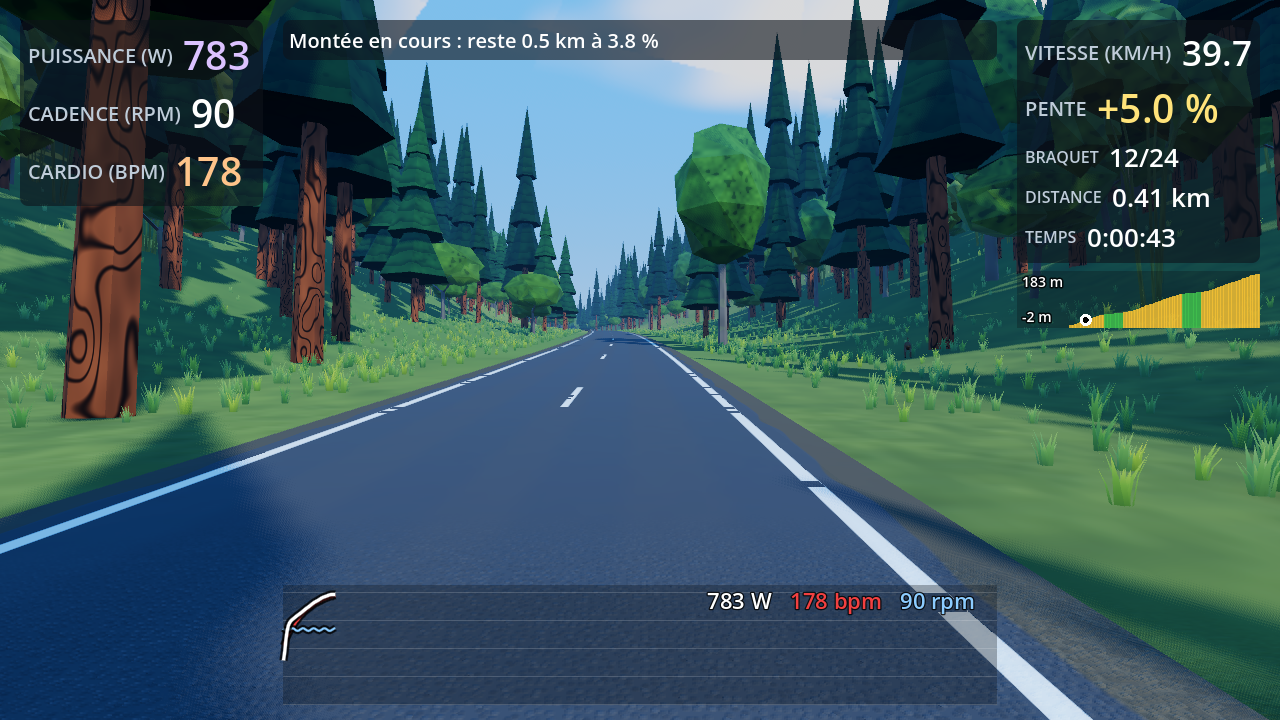 PUISSANCE (W) 783
CADENCE (RPM) 90
CARDIO (BPM) 178
Montée en cours : reste 0.5 km à 3.8 %
VITESSE (KM/H) 39.7
PENTE +5.0 %
BRAQUET 12/24
DISTANCE 0.41 km
TEMPS 0:00:43
183 m
-2 m
783 W 178 bpm 90 rpm